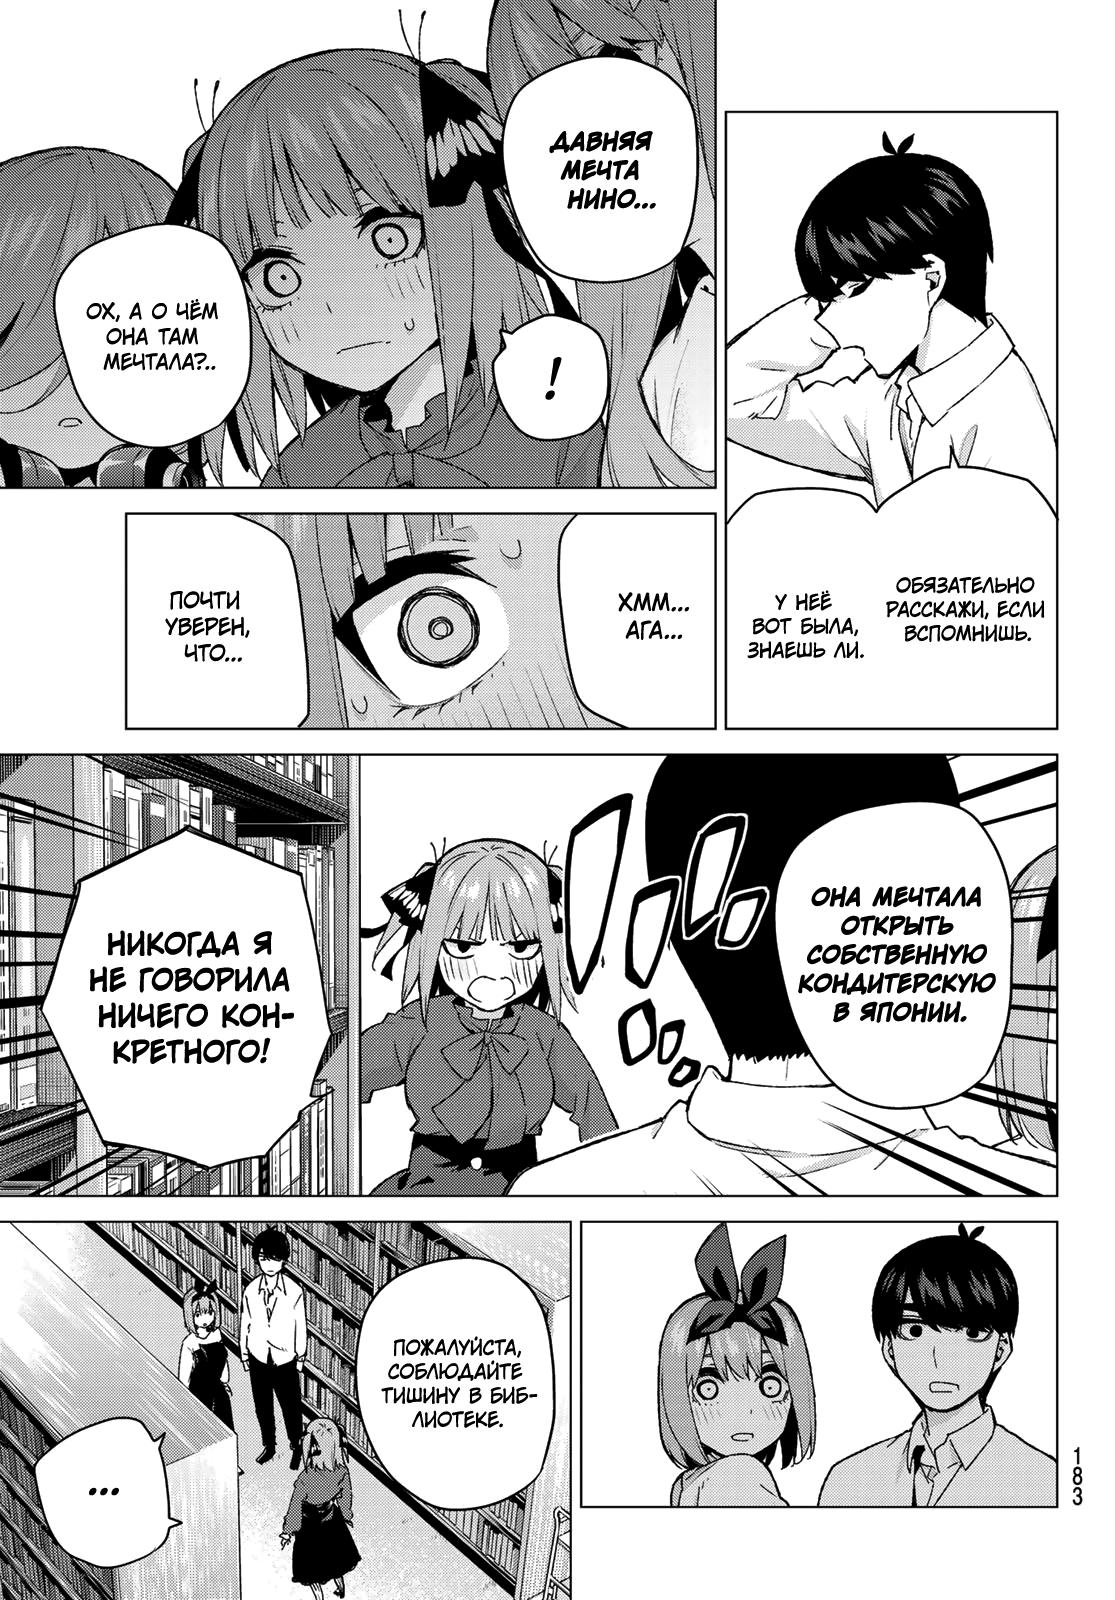 ОБЯЗАТЕЛЬНО
РАССКАЖИ, ЕСЛИ
ВСПОМНИШЬ.
У НЕЁ
ВОТ БЫЛА,
ЗНАЕШЬ ЛИ.
ДАВНЯЯ
МЕЧТА
НИНО...
!
ОХ, А О ЧЁМ
ОНА ТАМ
МЕЧТАЛА?..
ХММ...
АГА...
ПОЧТИ
УВЕРЕН,
ЧТО...
ОНА МЕЧТАЛА
ОТКРЫТЬ
СОБСТВЕННУЮ
КОНДИТЕРСКУЮ
В ЯПОНИИ.
НИКОГДА Я
НЕ ГОВОРИЛА
НИЧЕГО КОН-
КРЕТНОГО!
ПОЖАЛУЙСТА,
СОБЛЮДАЙТЕ
ТИШИНУ В БИБ-
ЛИОТЕКЕ.
...
183